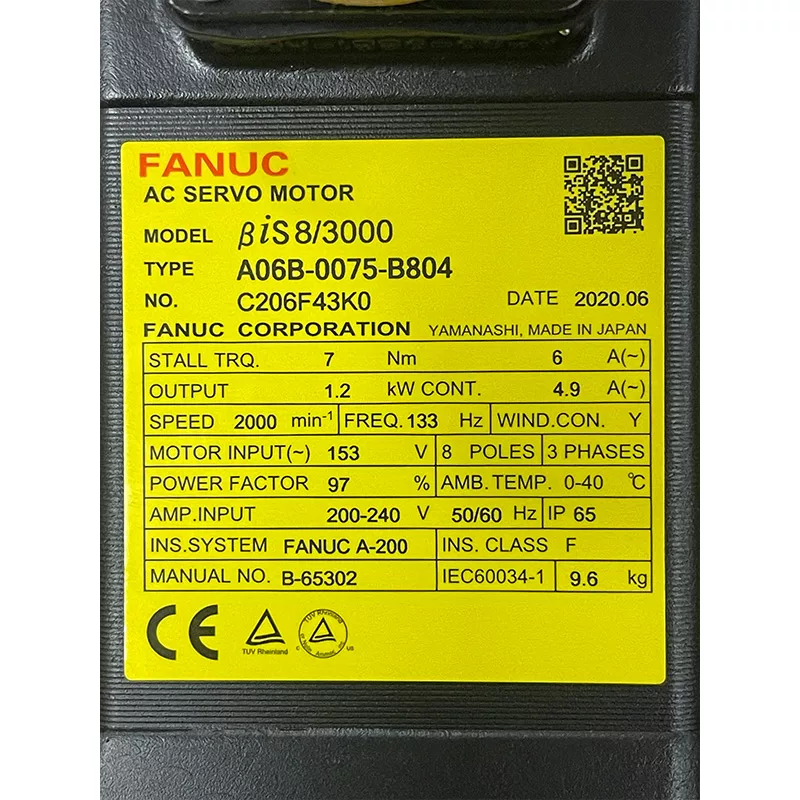 FANUC
AC SERVO MOTOR
MODEL βiS 8/3000
TYPE A06B-0075-B804
NO. C206F43K0 DATE 2020.06
FANUC CORPORATION YAMANASHI, MADE IN JAPAN
STALL TRQ. 7 Nm 6 A(~)
OUTPUT 1.2 kW CONT. 4.9 A(~)
SPEED 2000 min-1 FREQ. 133 Hz WIND.CON. Y
MOTOR INPUT(~) 153 V 8 POLES 3 PHASES
POWER FACTOR 97 % AMB.TEMP. 0-40 ℃
AMP.INPUT 200-240 V 50/60 Hz IP 65
INS.SYSTEM FANUC A-200 INS. CLASS F
MANUAL NO. B-65302 IEC60034-1 9.6 kg
CE
TUV Rheinland
TUV Rheinland
c us